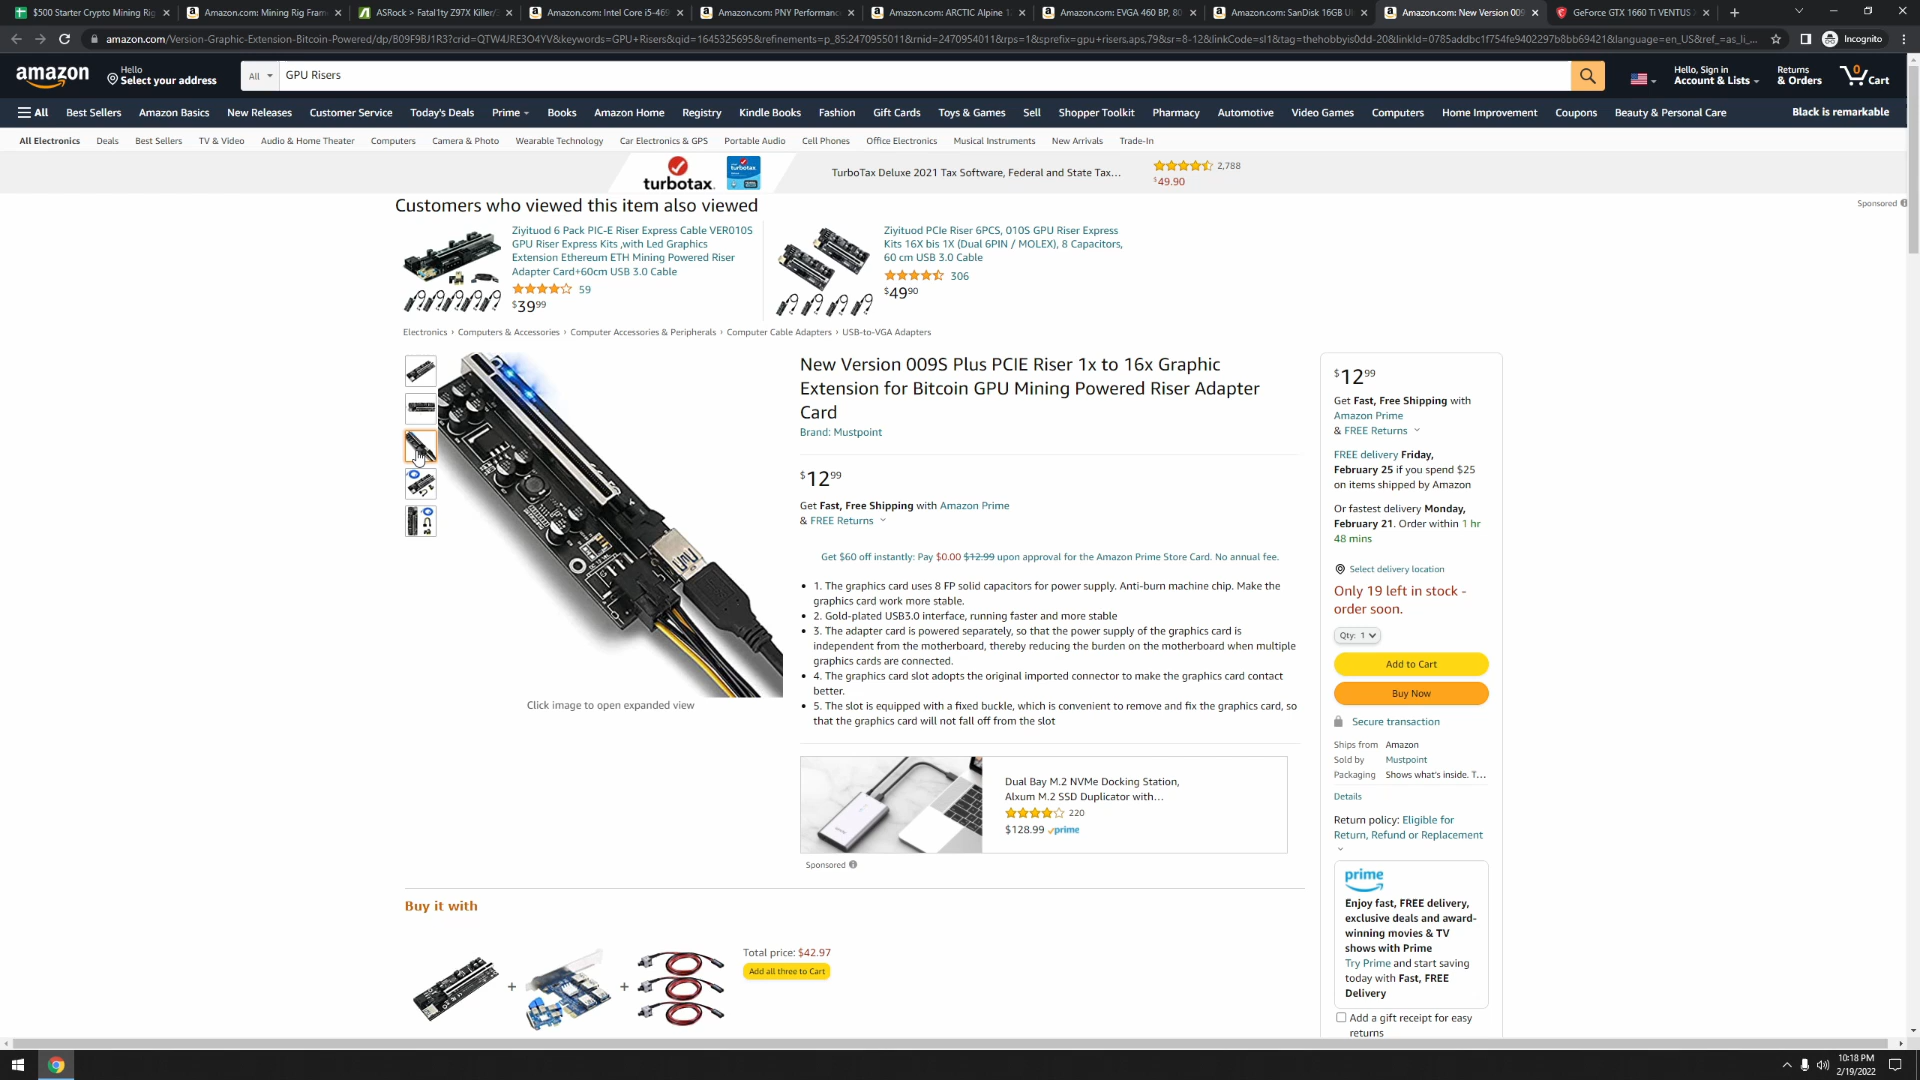 $500 Starter Crypto Mining Rig
Amazon.com: Mining Rig Fram
ASRock > Fatal1ty Z97X Killer/
Amazon.com: Intel Core i5-469
Amazon.com: PNY Performanc
Amazon.com: ARCTIC Alpine 1
Amazon.com: EVGA 460 BP, 80
Amazon.com: SanDisk 16GB Ul
Amazon.com: New Version 009
GeForce GTX 1660 Ti VENTUS
amazon.com/Version-Graphic-Extension-Bitcoin-Powered/dp/B09F9BJ1R3?crid=QTW4JRE3O4YV&keywords=GPU+Risers&qid=1645325695&refinements=p_85:2470955011&rnid=2470954011&rps=1&sprefix=gpu+risers,aps,79&sr=8-12&linkCode=sl1&tag=thehobbyis0dd-20&linkId=0785addbc1f754fe9402297b8bb69421&language=en_US&ref_=as_li_...
Incognito
amazon
Hello
Select your address
All
GPU Risers
Hello, Sign in
Account & Lists
Returns
& Orders
0
Cart
All
Best Sellers
Amazon Basics
New Releases
Customer Service
Today's Deals
Prime
Books
Amazon Home
Registry
Kindle Books
Fashion
Gift Cards
Toys & Games
Sell
Shopper Toolkit
Pharmacy
Automotive
Video Games
Computers
Home Improvement
Coupons
Beauty & Personal Care
Black is remarkable
All Electronics
Deals
Best Sellers
TV & Video
Audio & Home Theater
Computers
Camera & Photo
Wearable Technology
Car Electronics & GPS
Portable Audio
Cell Phones
Office Electronics
Musical Instruments
New Arrivals
Trade-In
turbotax.
turbotax
TurboTax Deluxe 2021 Tax Software, Federal and State Tax...
2,788
$49.90
Sponsored
Customers who viewed this item also viewed
Ziyituod 6 Pack PIC-E Riser Express Cable VER010S
GPU Riser Express Kits ,with Led Graphics
Extension Ethereum ETH Mining Powered Riser
Adapter Card+60cm USB 3.0 Cable
59
$39.99
Ziyituod PCIe Riser 6PCS, 010S GPU Riser Express
Kits 16X bis 1X (Dual 6PIN / MOLEX), 8 Capacitors,
60 cm USB 3.0 Cable
306
$49.90
Electronics › Computers & Accessories › Computer Accessories & Peripherals › Computer Cable Adapters › USB-to-VGA Adapters
New Version 009S Plus PCIE Riser 1x to 16x Graphic
Extension for Bitcoin GPU Mining Powered Riser Adapter
Card
Brand: Mustpoint
$12.99
Get Fast, Free Shipping with Amazon Prime
& FREE Returns
Get $60 off instantly: Pay $0.00 $12.99 upon approval for the Amazon Prime Store Card. No annual fee.
• 1. The graphics card uses 8 FP solid capacitors for power supply. Anti-burn machine chip. Make the
graphics card work more stable.
• 2. Gold-plated USB3.0 interface, running faster and more stable
• 3. The adapter card is powered separately, so that the power supply of the graphics card is
independent from the motherboard, thereby reducing the burden on the motherboard when multiple
graphics cards are connected.
• 4. The graphics card slot adopts the original imported connector to make the graphics card contact
better.
• 5. The slot is equipped with a fixed buckle, which is convenient to remove and fix the graphics card, so
that the graphics card will not fall off from the slot
Click image to open expanded view
Dual Bay M.2 NVMe Docking Station,
Alxum M.2 SSD Duplicator with...
220
$128.99 prime
Sponsored
Buy it with
+
+
Total price: $42.97
Add all three to Cart
$12.99
Get Fast, Free Shipping with
Amazon Prime
& FREE Returns
FREE delivery Friday,
February 25 if you spend $25
on items shipped by Amazon
Or fastest delivery Monday,
February 21. Order within 1 hr
48 mins
Select delivery location
Only 19 left in stock -
order soon.
Qty: 1
Add to Cart
Buy Now
Secure transaction
Ships from Amazon
Sold by Mustpoint
Packaging Shows what's inside. T...
Details
Return policy: Eligible for
Return, Refund or Replacement
prime
Enjoy fast, FREE delivery,
exclusive deals and award-
winning movies & TV
shows with Prime
Try Prime and start saving
today with Fast, FREE
Delivery
Add a gift receipt for easy
returns
10:18 PM
2/19/2022